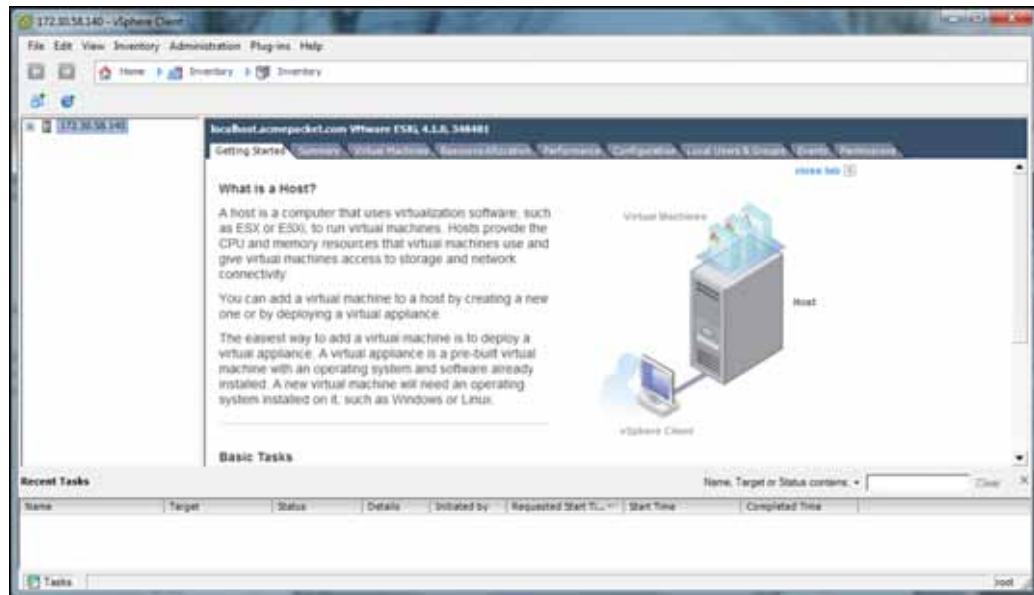 172.30.58.140 - vSphere Client
File Edit View Inventory Administration Plug-ins Help
Home Inventory Inventory
172.30.58.140
localhost.acmepacket.com VMware ESXi, 4.1.0, 348481
Getting Started Summary Virtual Machines Resource Allocation Performance Configuration Local Users & Groups Events Permissions
close tab
What is a Host?
A host is a computer that uses virtualization software, such
as ESX or ESXi, to run virtual machines. Hosts provide the
CPU and memory resources that virtual machines use and
give virtual machines access to storage and network
connectivity.
You can add a virtual machine to a host by creating a new
one or by deploying a virtual appliance.
The easiest way to add a virtual machine is to deploy a
virtual appliance. A virtual appliance is a pre-built virtual
machine with an operating system and software already
installed. A new virtual machine will need an operating
system installed on it, such as Windows or Linux.
Basic Tasks
Virtual Machines
Host
vSphere Client
Recent Tasks
Name, Target or Status contains:
Clear
Name Target Status Details Initiated by Requested Start Ti... Start Time Completed Time
Tasks
root